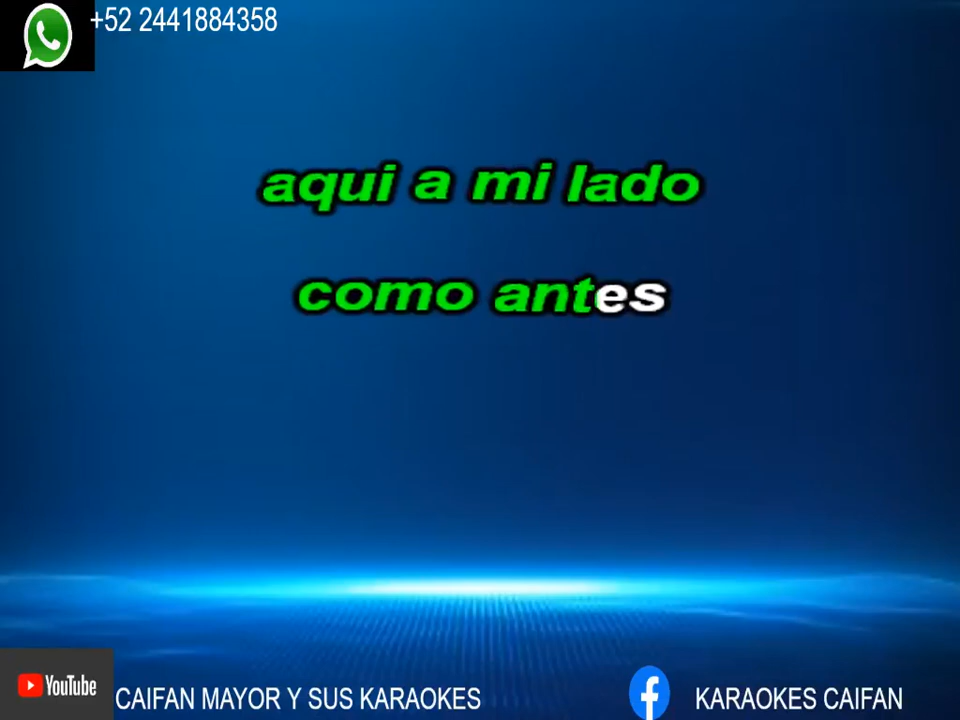 +52 2441884358
aqui a mi lado
como antes
YouTube CAIFAN MAYOR Y SUS KARAOKES
KARAOKES CAIFAN